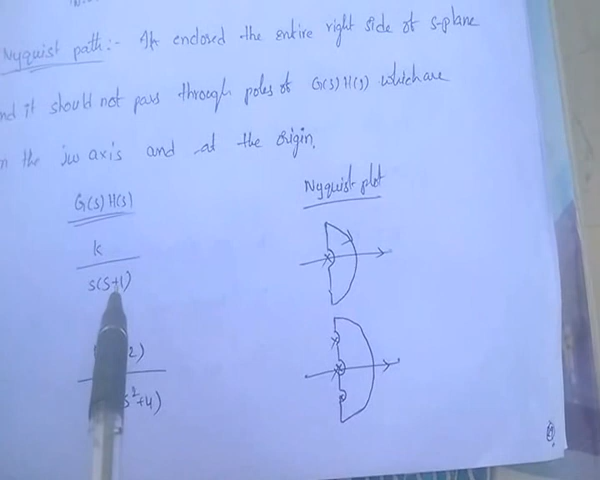 Nyquist path:- It enclosed the entire right side of s-plane
and it should not pass through poles of G(s)H(s) which are
on the jω axis and at the origin.
G(s)H(s)
Nyquist plot
k
s(s+1)
2)
s²+4)